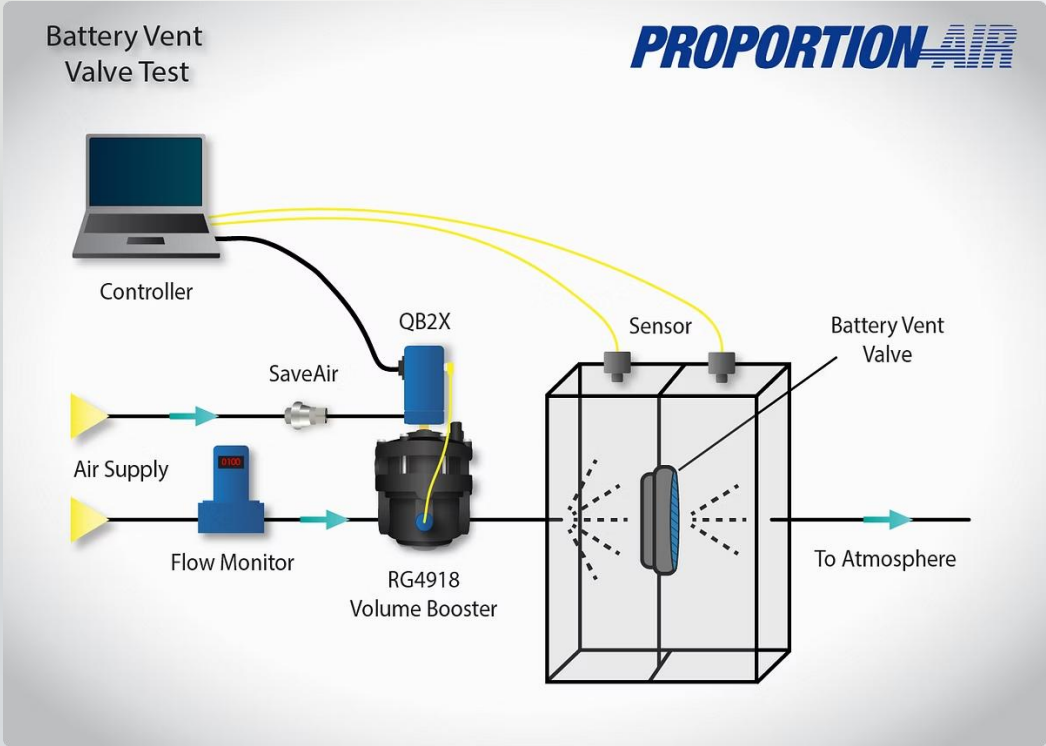 Battery Vent
Valve Test
PROPORTION-AIR
Controller
QB2X
Sensor
Battery Vent
Valve
SaveAir
Air Supply
0100
Flow Monitor
RG4918
Volume Booster
To Atmosphere